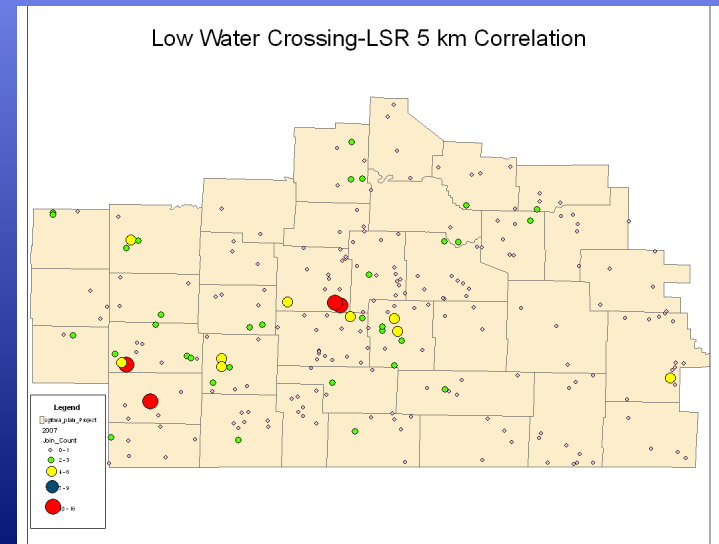 Low Water Crossing-LSR 5 km Correlation
Legend
2007
Join_Count
0 - 1
2 - 3
4 - 6
7 - 9
10 - 16